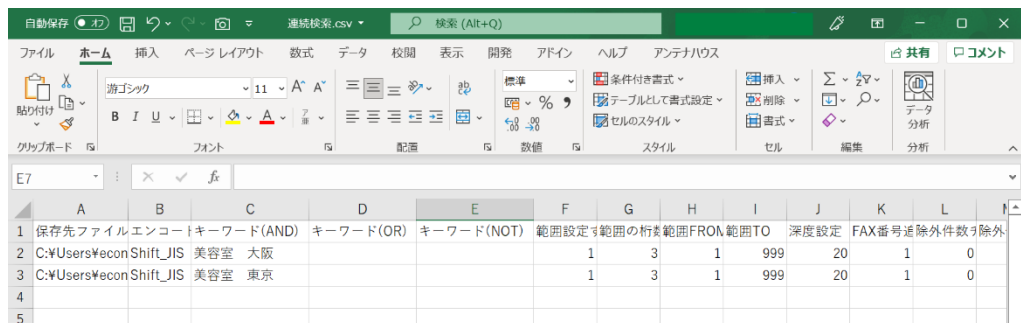 自動保存 オフ 連続検索.csv 検索 (Alt+Q)
ファイル ホーム 挿入 ページ レイアウト 数式 データ 校閲 表示 開発 アドイン ヘルプ アンテナハウス 共有 コメント
貼り付け 游ゴシック 11 A^ A˅ ab 標準 条件付き書式 挿入 Σ
B I U A ア亜 % 9 テーブルとして書式設定 削除 データ
.00 セルのスタイル 書式 分析
クリップボード フォント 配置 数値 スタイル セル 編集 分析
E7 fx
A B C D E F G H I J K L
1 保存先ファイル エンコー キーワード(AND) キーワード(OR) キーワード(NOT) 範囲設定す 範囲の桁数 範囲FROM 範囲TO 深度設定 FAX番号追 除外件数 除外
2 C:¥Users¥econ Shift_JIS 美容室 大阪 1 3 1 999 20 1 0
3 C:¥Users¥econ Shift_JIS 美容室 東京 1 3 1 999 20 1 0
4
5